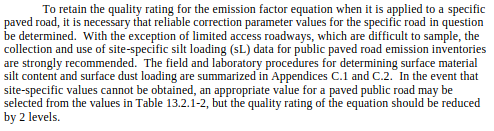 To retain the quality rating for the emission factor equation when it is applied to a specific
paved road, it is necessary that reliable correction parameter values for the specific road in question
be determined.  With the exception of limited access roadways, which are difficult to sample, the
collection and use of site-specific silt loading (sL) data for public paved road emission inventories
are strongly recommended.  The field and laboratory procedures for determining surface material
silt content and surface dust loading are summarized in Appendices C.1 and C.2.  In the event that
site-specific values cannot be obtained, an appropriate value for a paved public road may be
selected from the values in Table 13.2.1-2, but the quality rating of the equation should be reduced
by 2 levels.